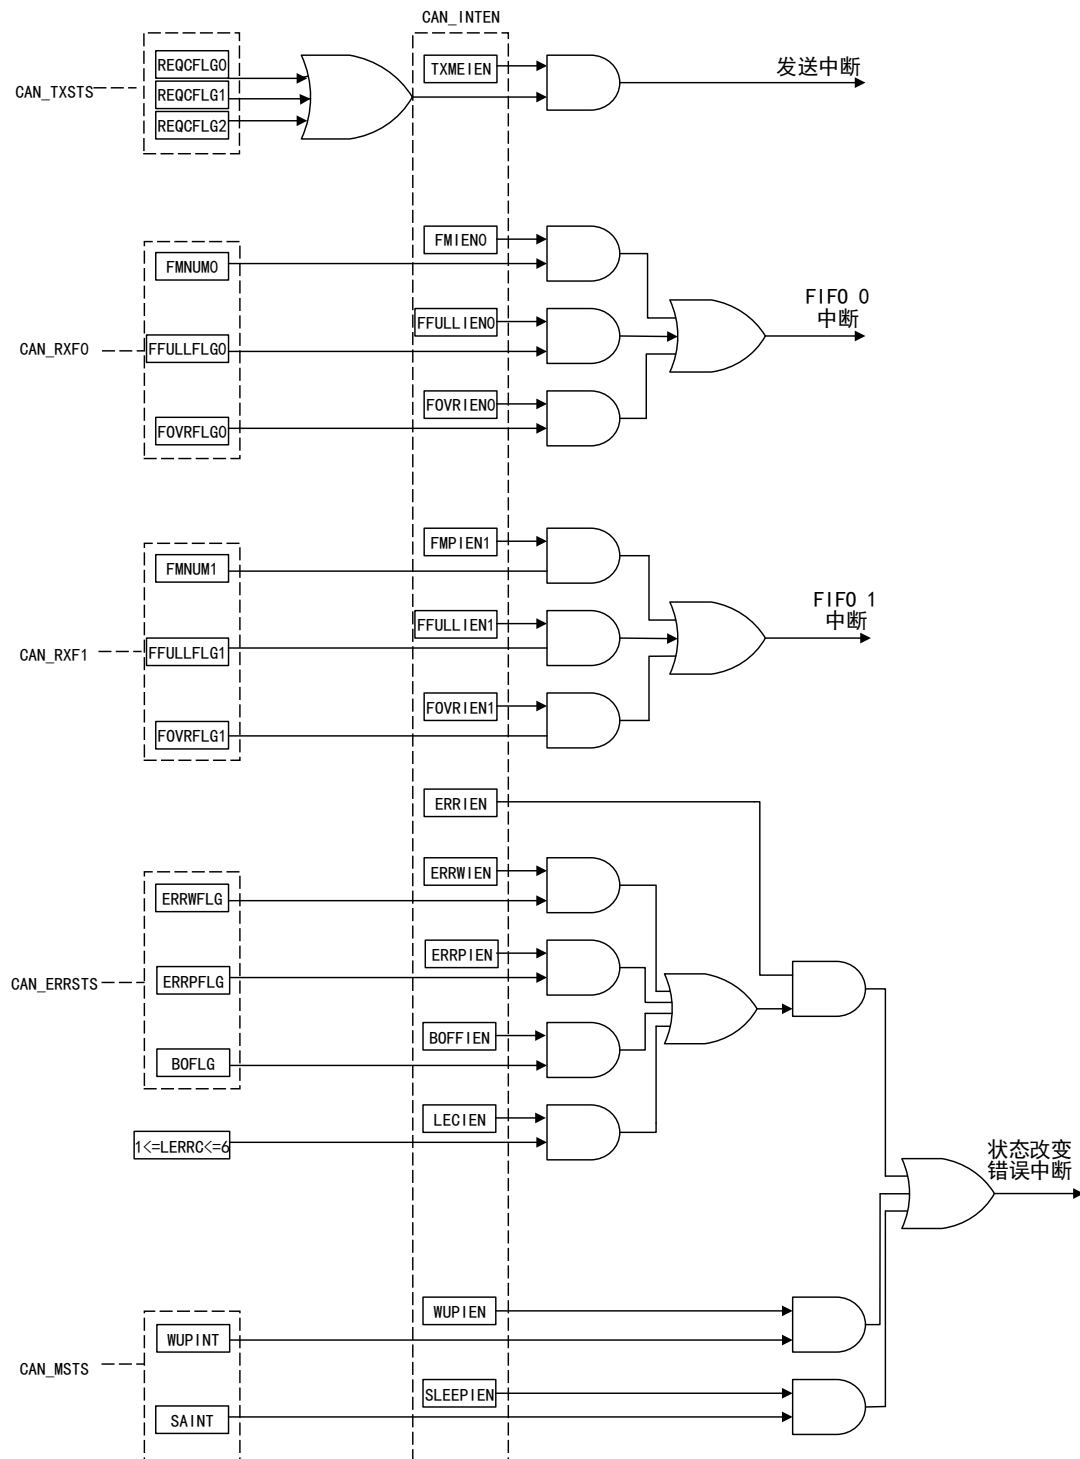 CAN_INTEN
REQCFLG0
TXMEIEN
发送中断
CAN_TXSTS
REQCFLG1
REQCFLG2
FMIEN0
FMNUM0
FIFO 0
中断
FFULLIEN0
CAN_RXF0
FFULLFLG0
FOVRIEN0
FOVRFLG0
FMPIEN1
FMNUM1
FIFO 1
中断
FFULLIEN1
CAN_RXF1
FFULLFLG1
FOVRIEN1
FOVRFLG1
ERRIEN
ERRWIEN
ERRWFLG
ERRPIEN
CAN_ERRSTS
ERRPFLG
BOFFIEN
BOFLG
LECIEN
1<=LERRC<=6
状态改变
错误中断
WUPIEN
WUPINT
CAN_MSTS
SLEEPIEN
SAINT